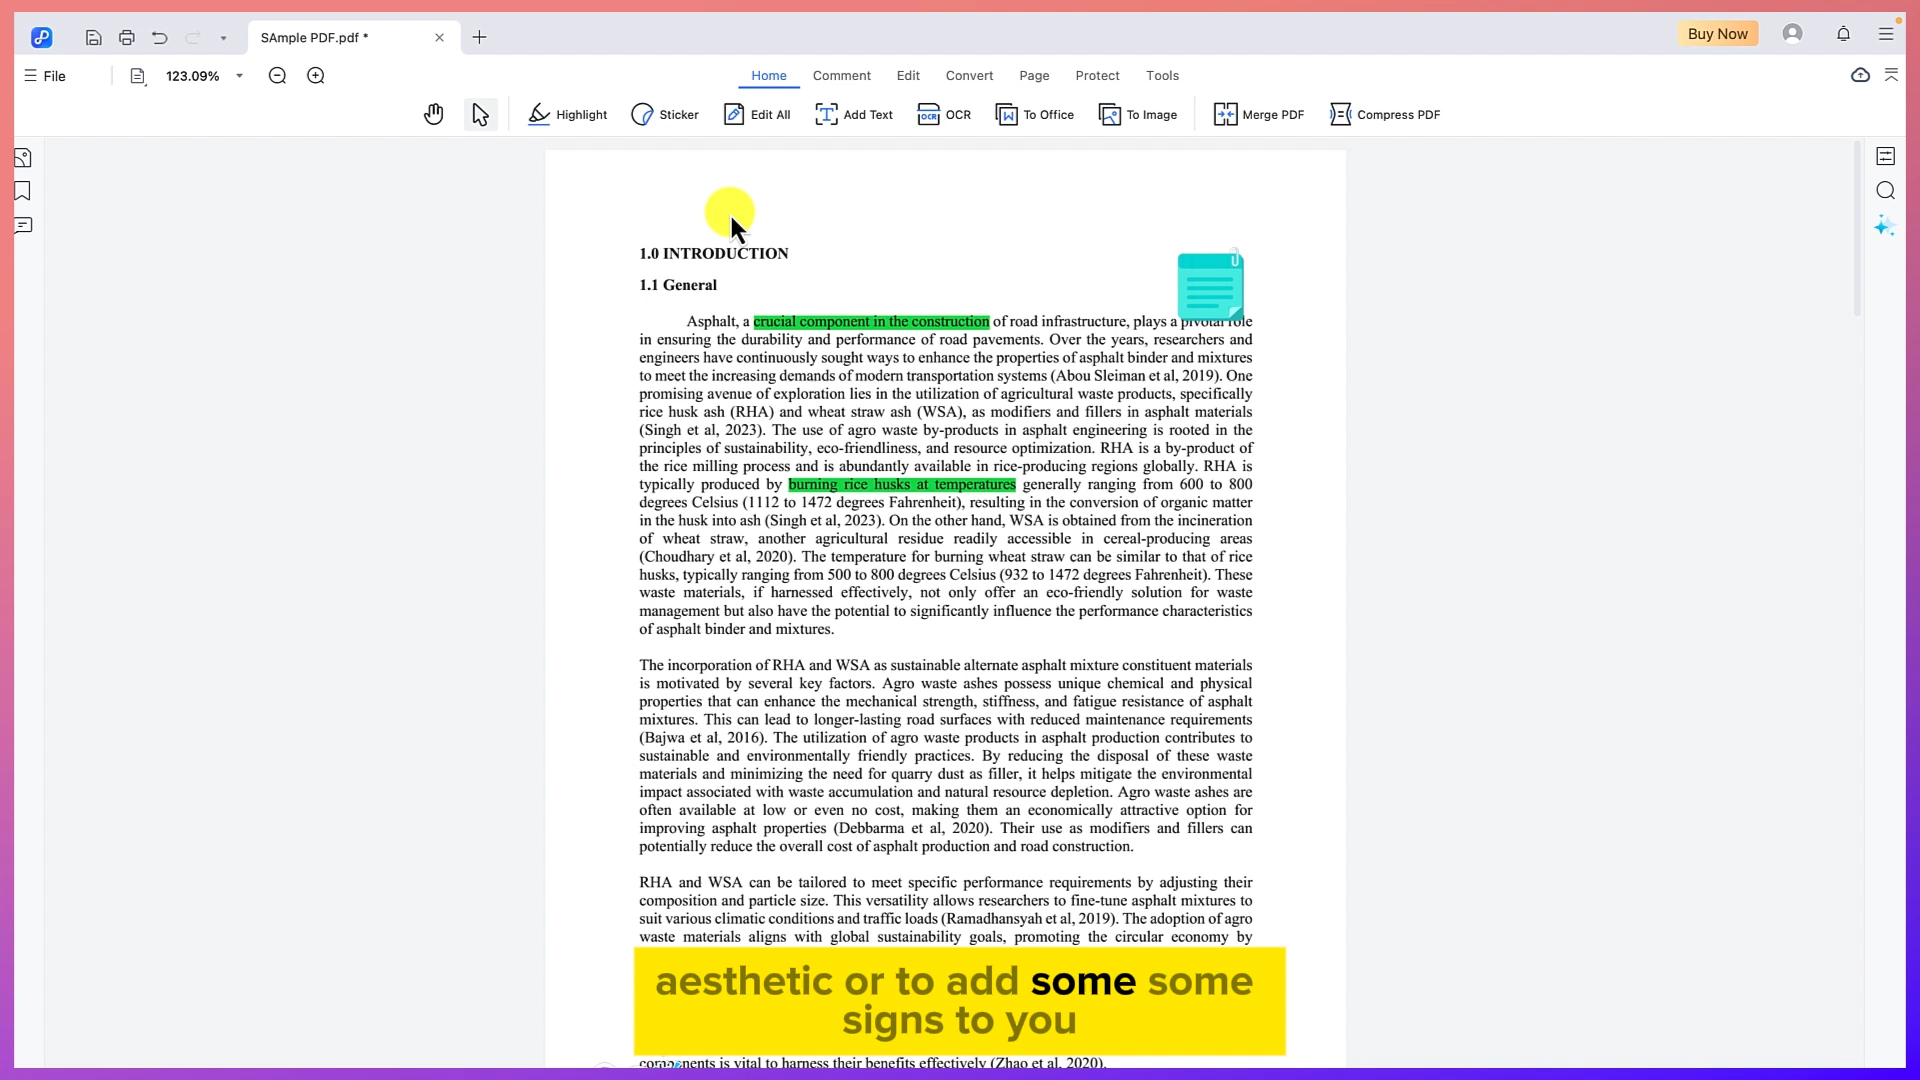 SAmple PDF.pdf *
Buy Now
File
123.09%
Home Comment Edit Convert Page Protect Tools
Highlight Sticker Edit All Add Text OCR To Office To Image Merge PDF Compress PDF
1.0 INTRODUCTION
1.1 General
Asphalt, a crucial component in the construction of road infrastructure, plays a pivotal role
in ensuring the durability and performance of road pavements. Over the years, researchers and
engineers have continuously sought ways to enhance the properties of asphalt binder and mixtures
to meet the increasing demands of modern transportation systems (Abou Sleiman et al, 2019). One
promising avenue of exploration lies in the utilization of agricultural waste products, specifically
rice husk ash (RHA) and wheat straw ash (WSA), as modifiers and fillers in asphalt materials
(Singh et al, 2023). The use of agro waste by-products in asphalt engineering is rooted in the
principles of sustainability, eco-friendliness, and resource optimization. RHA is a by-product of
the rice milling process and is abundantly available in rice-producing regions globally. RHA is
typically produced by burning rice husks at temperatures generally ranging from 600 to 800
degrees Celsius (1112 to 1472 degrees Fahrenheit), resulting in the conversion of organic matter
in the husk into ash (Singh et al, 2023). On the other hand, WSA is obtained from the incineration
of wheat straw, another agricultural residue readily accessible in cereal-producing areas
(Choudhary et al, 2020). The temperature for burning wheat straw can be similar to that of rice
husks, typically ranging from 500 to 800 degrees Celsius (932 to 1472 degrees Fahrenheit). These
waste materials, if harnessed effectively, not only offer an eco-friendly solution for waste
management but also have the potential to significantly influence the performance characteristics
of asphalt binder and mixtures.
The incorporation of RHA and WSA as sustainable alternate asphalt mixture constituent materials
is motivated by several key factors. Agro waste ashes possess unique chemical and physical
properties that can enhance the mechanical strength, stiffness, and fatigue resistance of asphalt
mixtures. This can lead to longer-lasting road surfaces with reduced maintenance requirements
(Bajwa et al, 2016). The utilization of agro waste products in asphalt production contributes to
sustainable and environmentally friendly practices. By reducing the disposal of these waste
materials and minimizing the need for quarry dust as filler, it helps mitigate the environmental
impact associated with waste accumulation and natural resource depletion. Agro waste ashes are
often available at low or even no cost, making them an economically attractive option for
improving asphalt properties (Debbarma et al, 2020). Their use as modifiers and fillers can
potentially reduce the overall cost of asphalt production and road construction.
RHA and WSA can be tailored to meet specific performance requirements by adjusting their
composition and particle size. This versatility allows researchers to fine-tune asphalt mixtures to
suit various climatic conditions and traffic loads (Ramadhansyah et al, 2019). The adoption of agro
waste materials aligns with global sustainability goals, promoting the circular economy by
aesthetic or to add some some
signs to you
components is vital to harness their benefits effectively (Zhao et al, 2020).